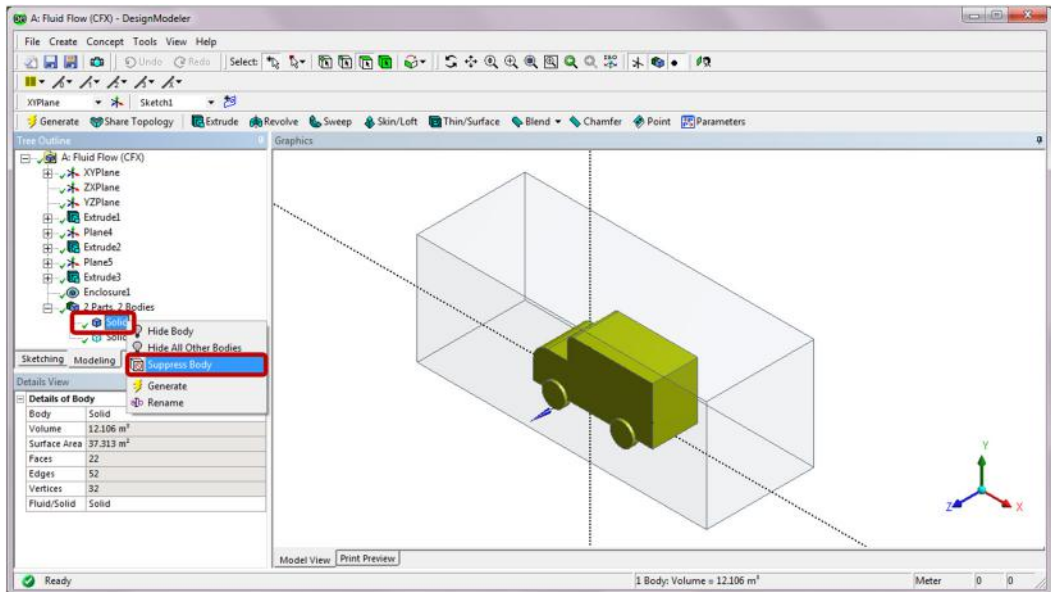 A: Fluid Flow (CFX) - DesignModeler
File Create Concept Tools View Help
Undo Redo Select:
XYPlane Sketch1
Generate Share Topology Extrude Revolve Sweep Skin/Loft Thin/Surface Blend Chamfer Point Parameters
Tree Outline
Graphics
A: Fluid Flow (CFX)
XYPlane
ZXPlane
YZPlane
Extrude1
Plane4
Extrude2
Plane5
Extrude3
Enclosure1
2 Parts, 2 Bodies
Solid
Solid
Hide Body
Hide All Other Bodies
Suppress Body
Generate
Rename
Sketching Modeling
Details View
Details of Body
Body Solid
Volume 12.106 m³
Surface Area 37.313 m²
Faces 22
Edges 52
Vertices 32
Fluid/Solid Solid
Y
Z
X
Model View Print Preview
Ready 1 Body: Volume = 12.106 m³ Meter 0 0